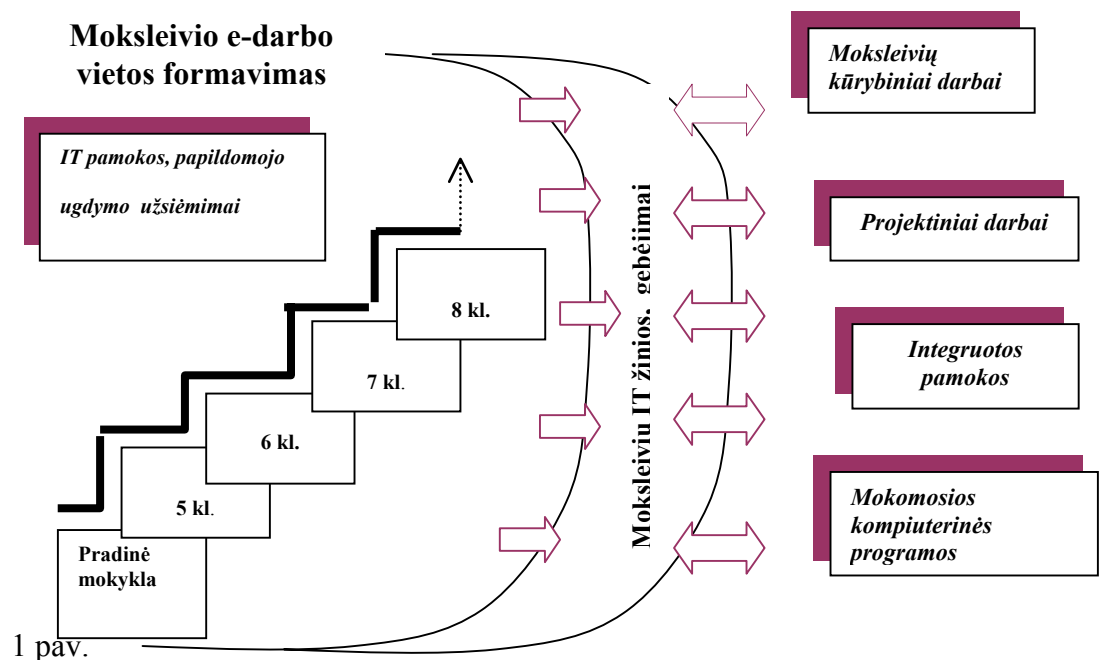 Moksleivio e-darbo
vietos formavimas
IT pamokos, papildomojo
ugdymo užsiėmimai
8 kl.
7 kl.
6 kl.
5 kl.
Pradinė
mokykla
Moksleiviu IT žinios, gebėjimai
Moksleivių
kūrybiniai darbai
Projektiniai darbai
Integruotos
pamokos
Mokomosios
kompiuterinės
programos
1 pav.